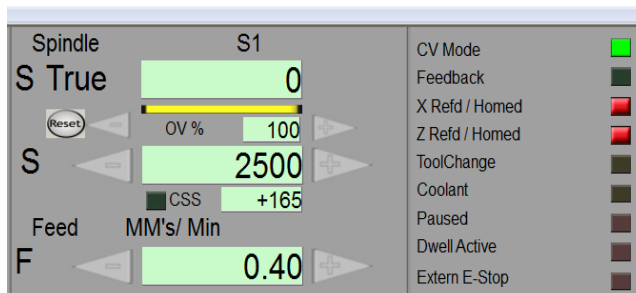 Spindle S1
S True 0
Reset OV % 100
S 2500
CSS +165
Feed MM's/ Min
F 0.40
CV Mode
Feedback
X Refd / Homed
Z Refd / Homed
ToolChange
Coolant
Paused
Dwell Active
Extern E-Stop